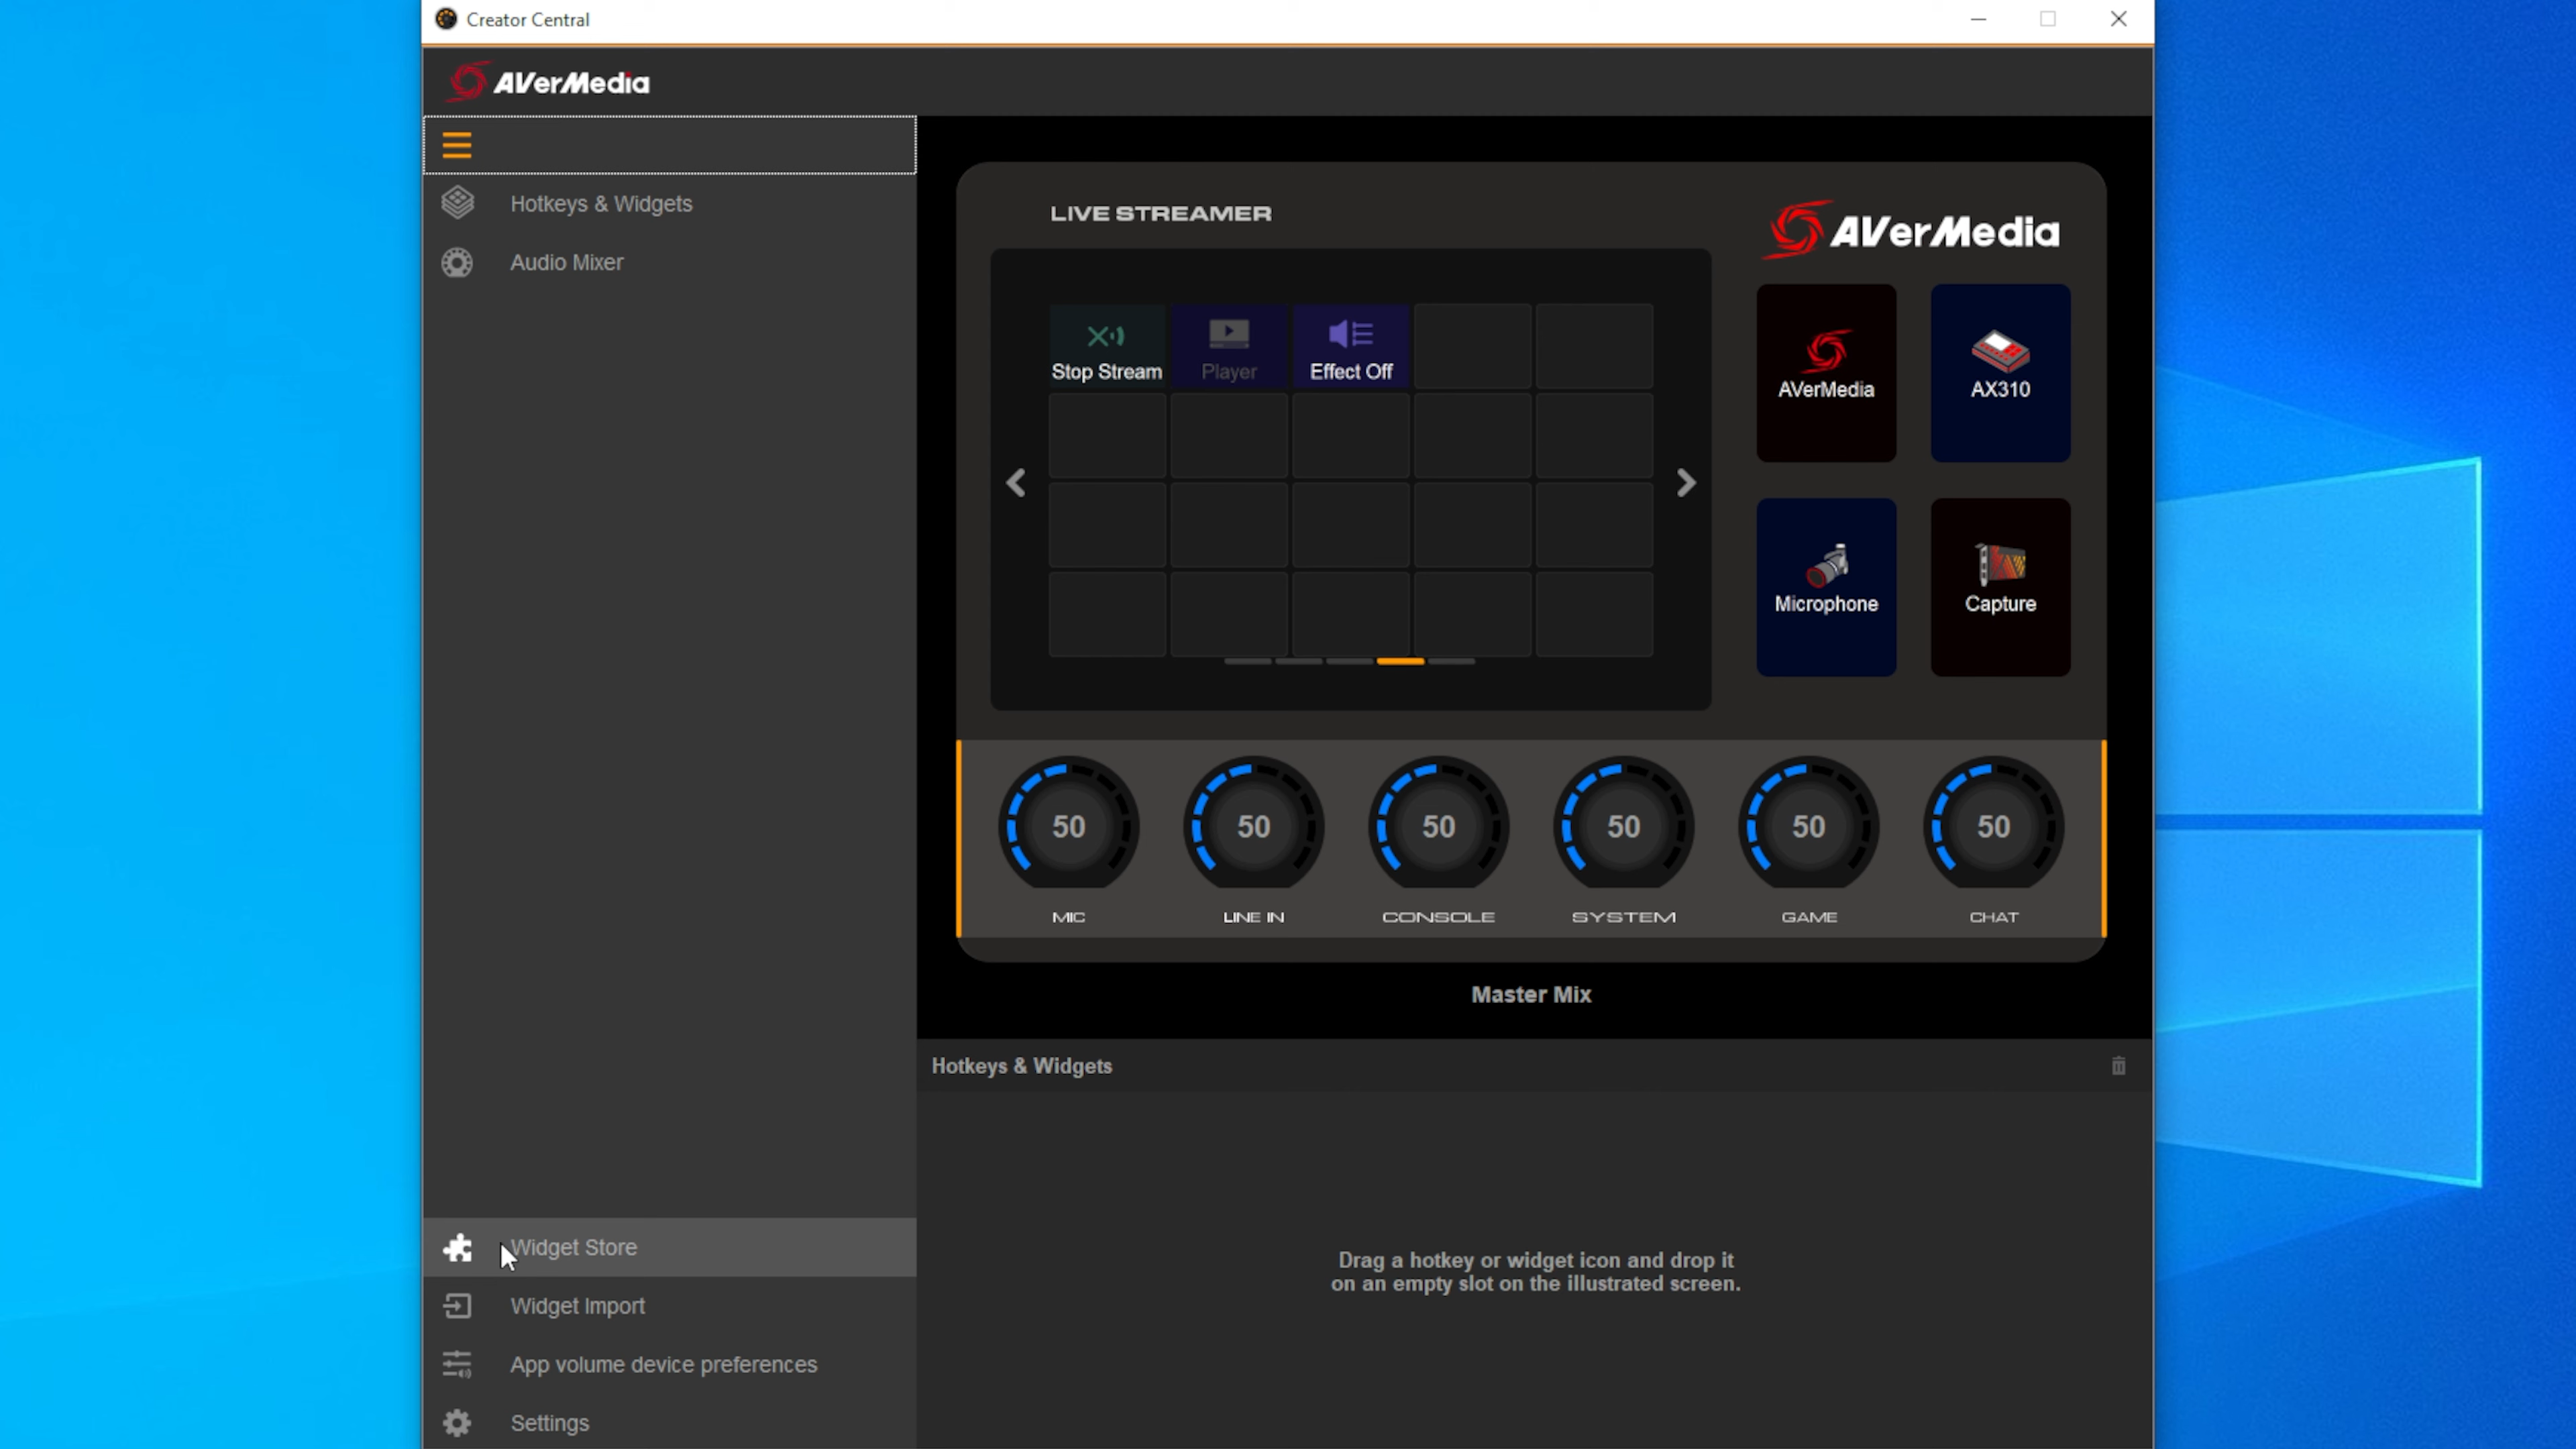 Creator Central
AVerMedia
Hotkeys & Widgets
Audio Mixer
LIVE STREAMER
AVerMedia
Stop Stream
Player
Effect Off
AVerMedia
AX310
Microphone
Capture
50
50
50
50
50
50
MIC
LINE IN
CONSOLE
SYSTEM
GAME
CHAT
Master Mix
Hotkeys & Widgets
Drag a hotkey or widget icon and drop it
on an empty slot on the illustrated screen.
Widget Store
Widget Import
App volume device preferences
Settings